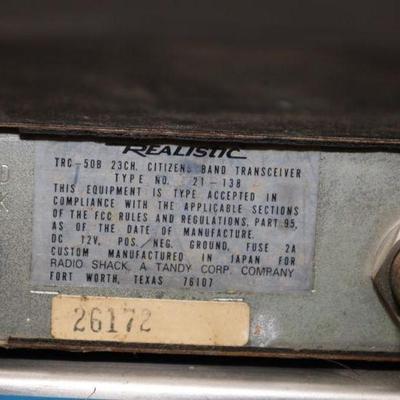 REALISTIC
TRC-50B 23CH. CITIZENS BAND TRANSCEIVER
TYPE NO. 21-138
THIS EQUIPMENT IS TYPE ACCEPTED IN
COMPLIANCE WITH THE APPLICABLE SECTIONS
OF THE FCC RULES AND REGULATIONS, PART 95,
AS OF THE DATE OF MANUFACTURE.
DC 12V, POS./NEG. GROUND, FUSE 2A
CUSTOM MANUFACTURED IN JAPAN FOR
RADIO SHACK, A TANDY CORP. COMPANY
FORT WORTH, TEXAS 76107
26172